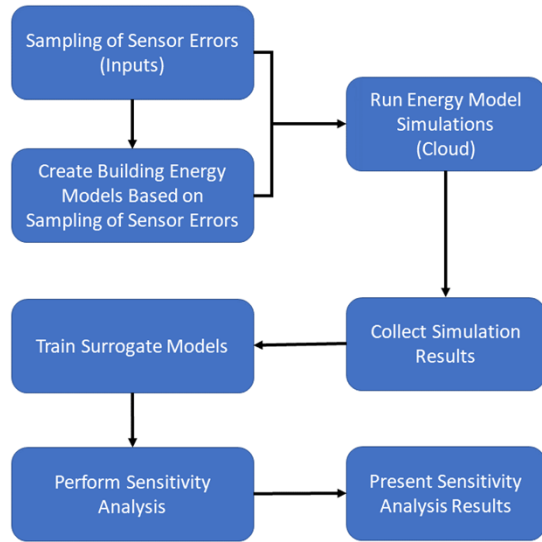 Sampling of Sensor Errors
(Inputs)
Create Building Energy
Models Based on
Sampling of Sensor Errors
Run Energy Model
Simulations
(Cloud)
Collect Simulation
Results
Train Surrogate Models
Perform Sensitivity
Analysis
Present Sensitivity
Analysis Results